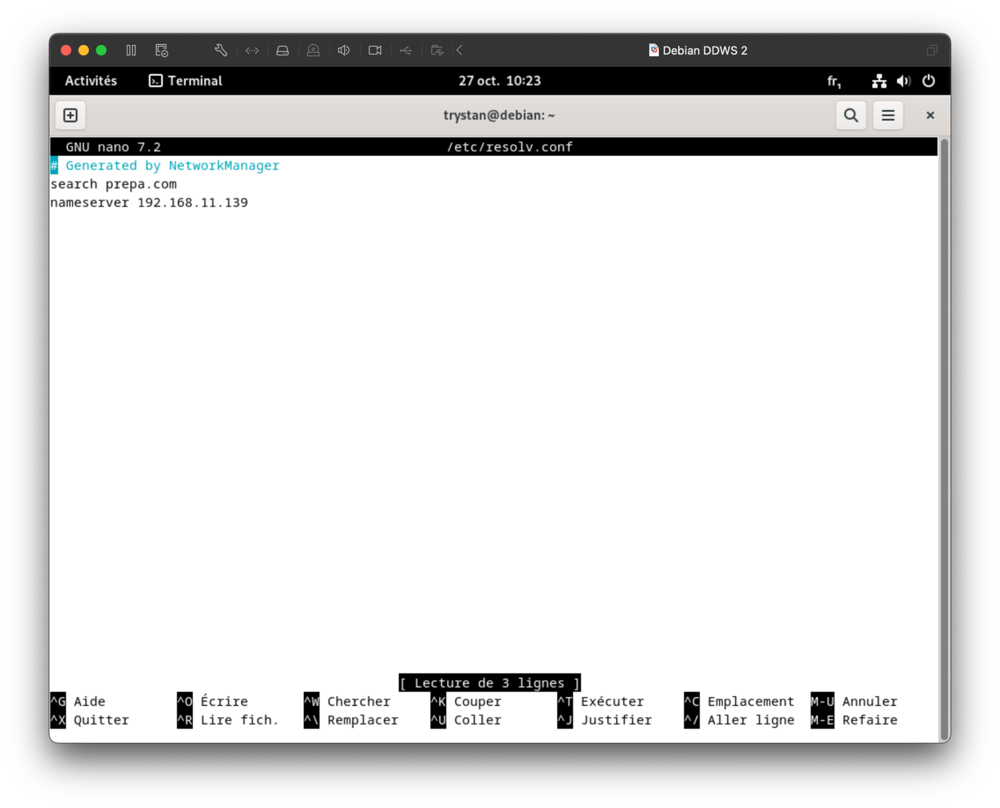 Debian DDWS 2
Activités Terminal 27 oct. 10:23 fr₁
trystan@debian: ~
GNU nano 7.2 /etc/resolv.conf
# Generated by NetworkManager
search prepa.com
nameserver 192.168.11.139
[ Lecture de 3 lignes ]
^G Aide ^O Écrire ^W Chercher ^K Couper ^T Exécuter ^C Emplacement M-U Annuler
^X Quitter ^R Lire fich. ^\ Remplacer ^U Coller ^J Justifier ^/ Aller ligne M-E Refaire